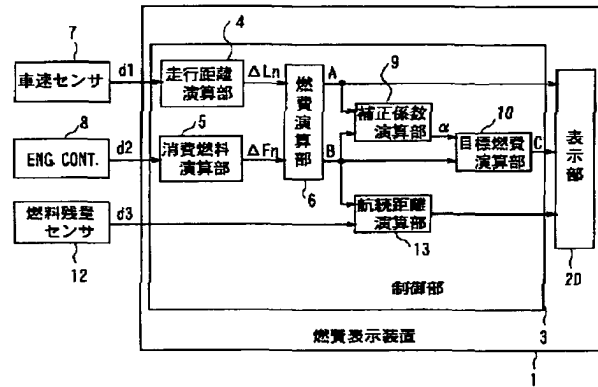 7
車速センサ
d1
4
走行距離
演算部
ΔLn
燃費演算部
6
A
9
補正係数
演算部
α
10
目標燃費
演算部
C
表示部
20
8
ENG. CONT.
d2
5
消費燃料
演算部
ΔFn
B
燃料残量
センサ
12
d3
航続距離
演算部
13
制御部
3
燃費表示装置
1